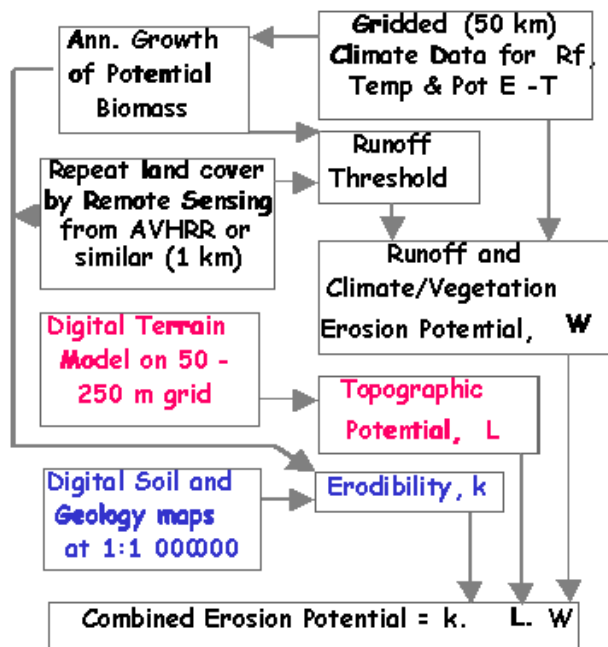 Ann. Growth
of Potential
Biomass
Gridded (50 km)
Climate Data for Rf,
Temp & Pot E -T
Repeat land cover
by Remote Sensing
from AVHRR or
similar (1 km)
Runoff
Threshold
Runoff and
Climate/Vegetation
Erosion Potential, W
Digital Terrain
Model on 50 -
250 m grid
Topographic
Potential, L
Digital Soil and
Geology maps
at 1:1 000000
Erodibility, k
Combined Erosion Potential = k. L. W